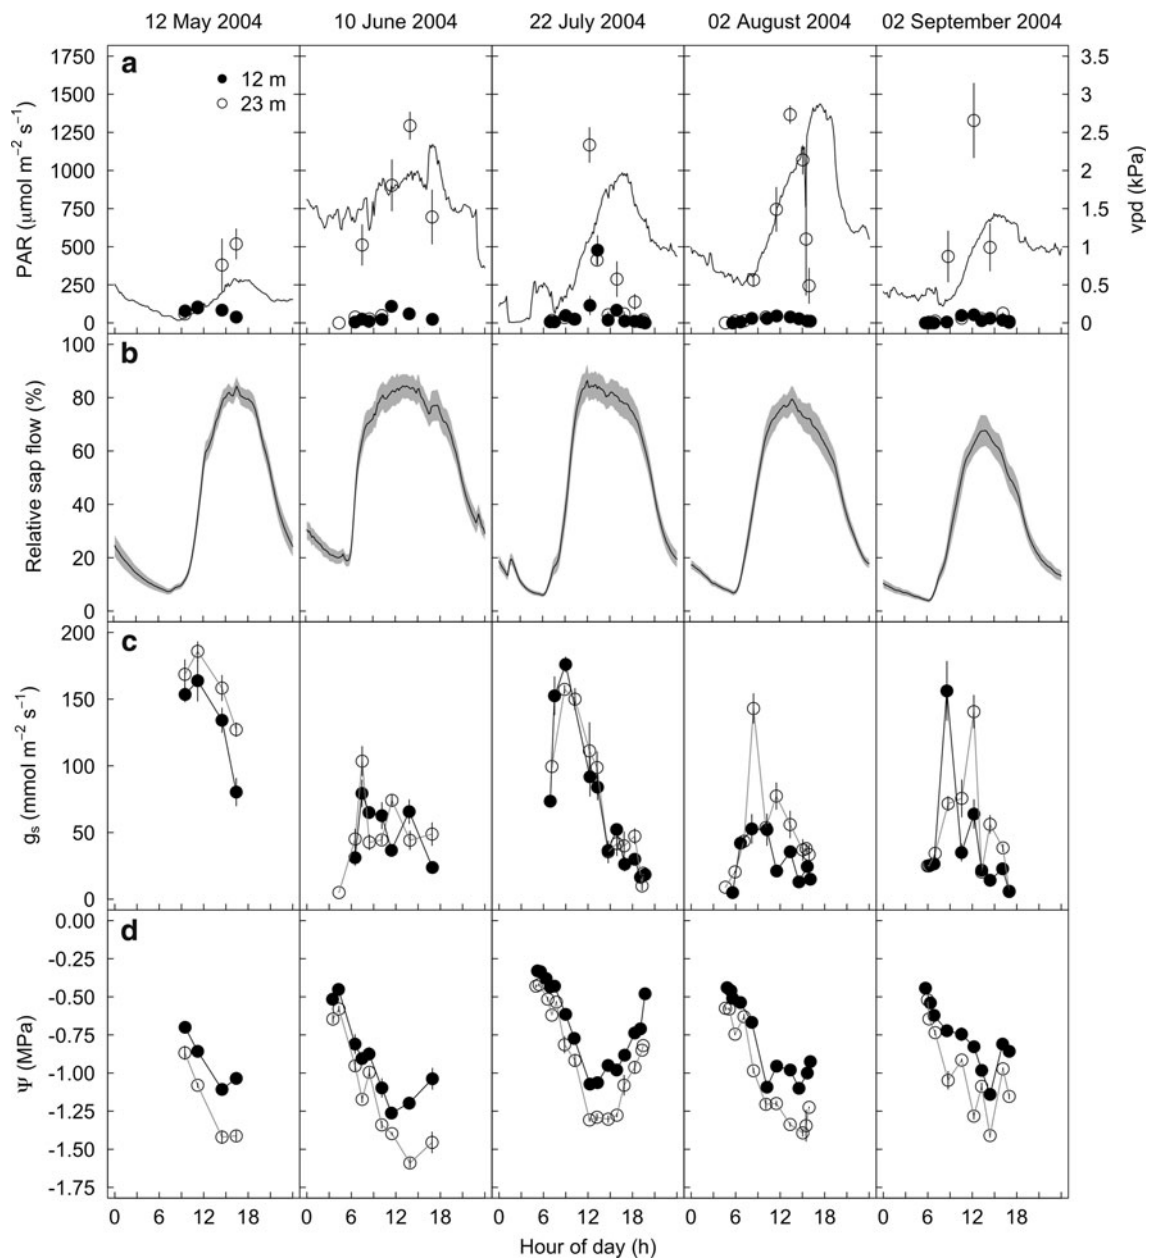 12 May 2004 10 June 2004 22 July 2004 02 August 2004 02 September 2004
a
12 m
23 m
PAR (μmol m⁻² s⁻¹)
1750
1500
1250
1000
750
500
250
0
3.5
3
2.5
2
1.5
1
0.5
0
vpd (kPa)
b
Relative sap flow (%)
100
80
60
40
20
0
c
gₛ (mmol m⁻² s⁻¹)
200
150
100
50
0
d
Ψ (MPa)
0.00
-0.25
-0.50
-0.75
-1.00
-1.25
-1.50
-1.75
0 6 12 18 0 6 12 18 0 6 12 18 0 6 12 18 0 6 12 18
Hour of day (h)